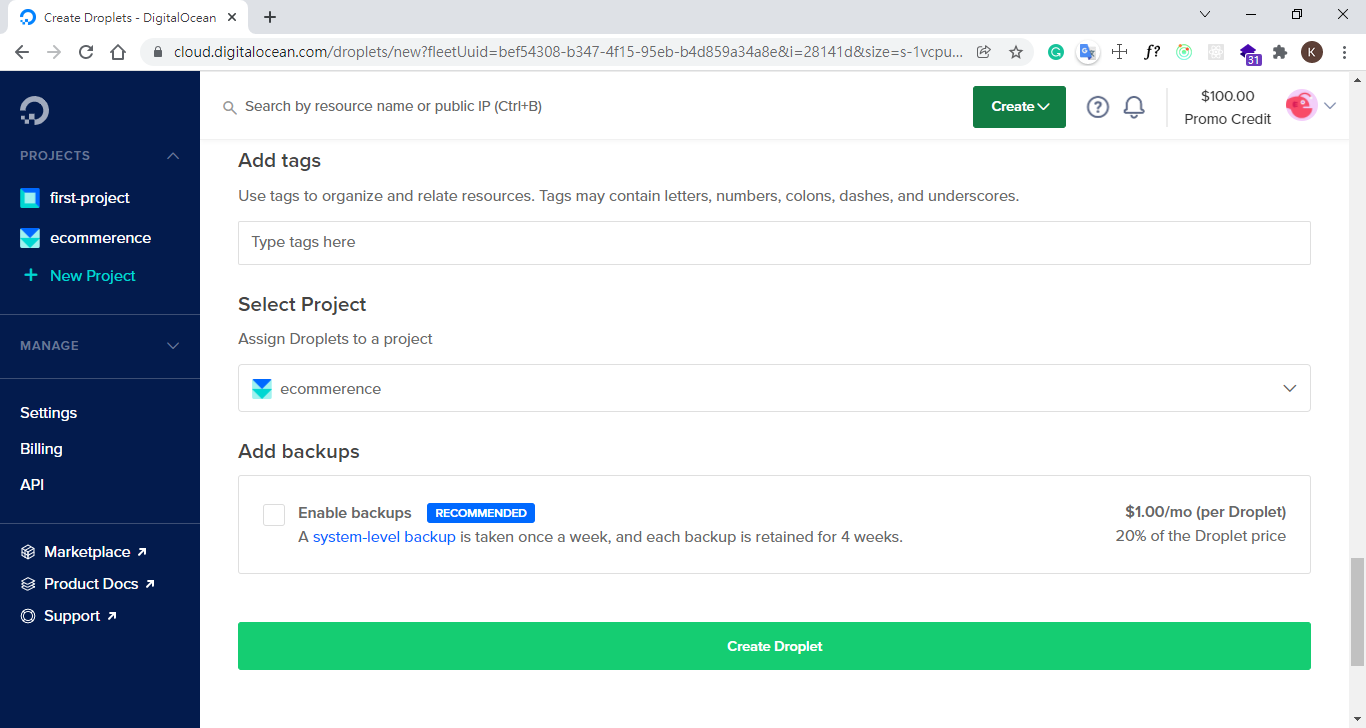 Create Droplets - DigitalOcean
cloud.digitalocean.com/droplets/new?fleetUuid=bef54308-b347-4f15-95eb-b4d859a34a8e&i=28141d&size=s-1vcpu...
f?
31
K
Search by resource name or public IP (Ctrl+B)
Create
?
$100.00
Promo Credit
PROJECTS
first-project
ecommerence
+ New Project
MANAGE
Settings
Billing
API
Marketplace
Product Docs
Support
Add tags
Use tags to organize and relate resources. Tags may contain letters, numbers, colons, dashes, and underscores.
Type tags here
Select Project
Assign Droplets to a project
ecommerence
Add backups
Enable backups RECOMMENDED
$1.00/mo (per Droplet)
A system-level backup is taken once a week, and each backup is retained for 4 weeks.
20% of the Droplet price
Create Droplet